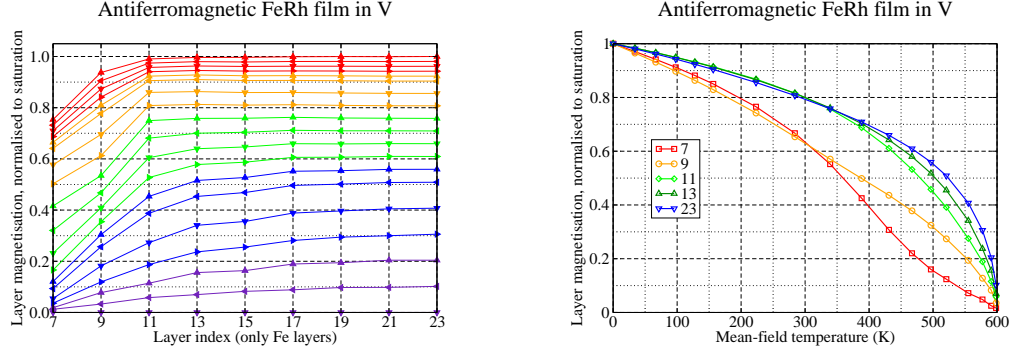 Antiferromagnetic FeRh film in V
Layer magnetisation, normalised to saturation
1.0
0.8
0.6
0.4
0.2
0.0
7 9 11 13 15 17 19 21 23
Layer index (only Fe layers)
Antiferromagnetic FeRh film in V
Layer magnetisation, normalised to saturation
1
0.8
0.6
0.4
0.2
0
7
9
11
13
23
0 100 200 300 400 500 600
Mean-field temperature (K)